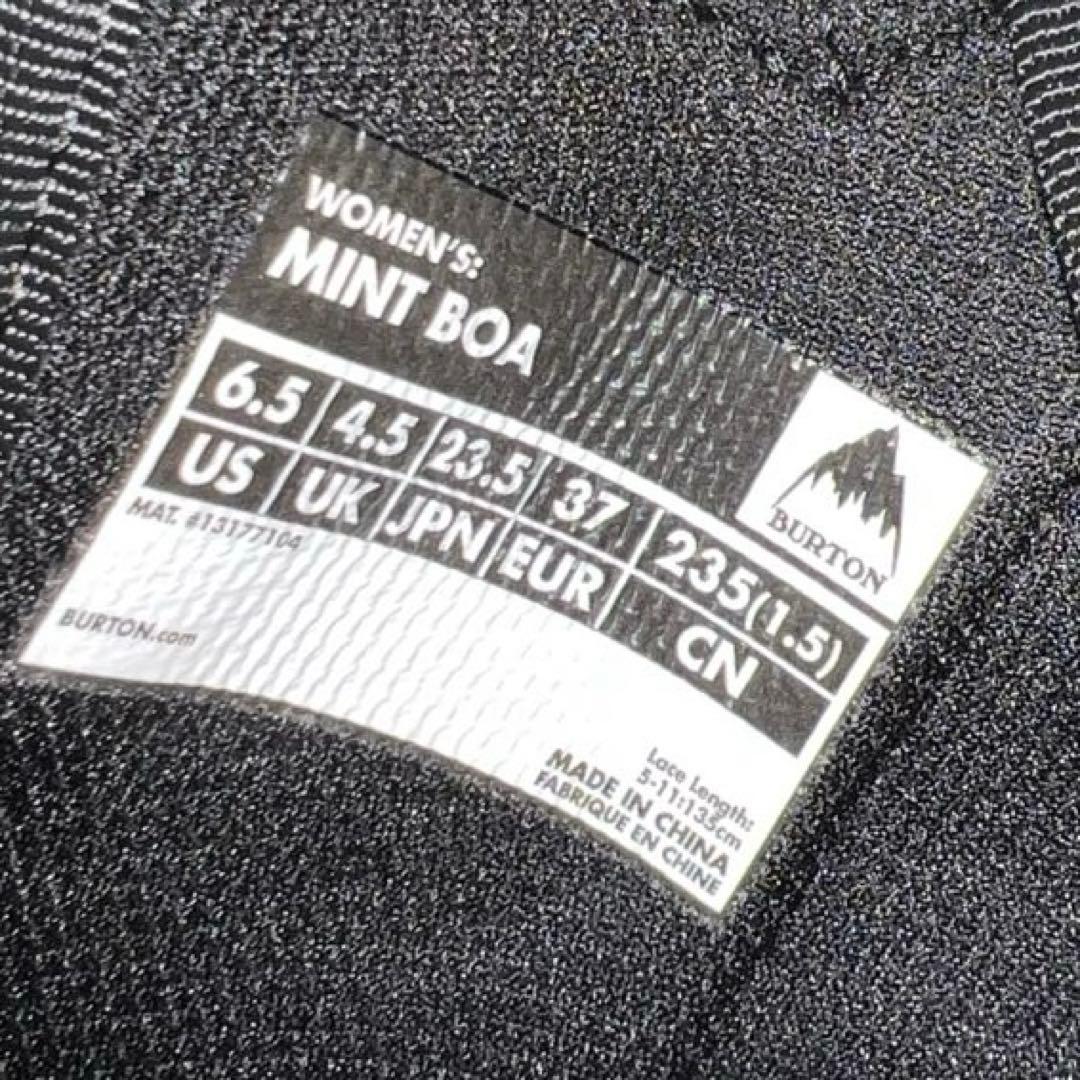 WOMEN'S:
MINT BOA
6.5 4.5 23.5 37 235(1.5)
US UK JPN EUR CN
MAT. #13177104
BURTON
BURTON.com
Lace Length:
5-11:135cm
MADE IN CHINA
FABRIQUE EN CHINE